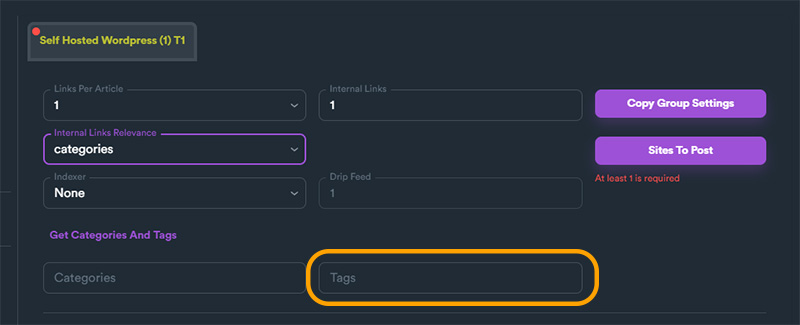 Self Hosted Wordpress (1) T1
Links Per Article
1
Internal Links
1
Copy Group Settings
Internal Links Relevance
categories
Sites To Post
At least 1 is required
Indexer
None
Drip Feed
1
Get Categories And Tags
Categories
Tags